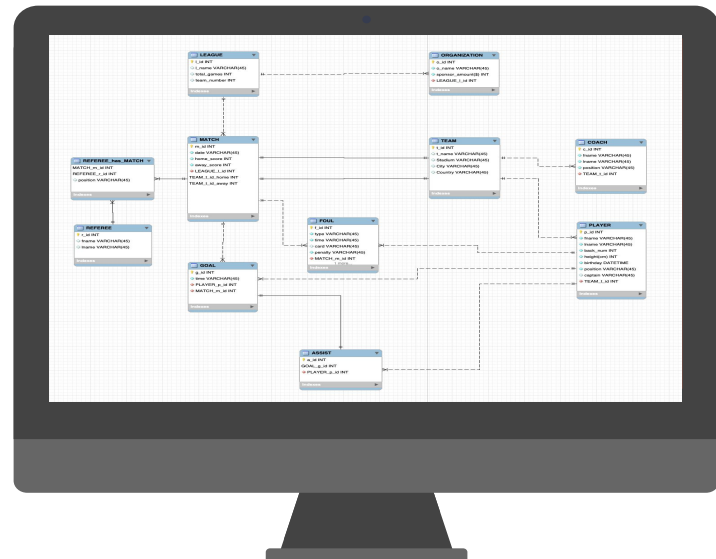 LEAGUE
l_id INT
l_name VARCHAR(45)
total_games INT
team_number INT
Indexes
ORGANIZATION
o_id INT
o_name VARCHAR(45)
sponsor_amount($) INT
LEAGUE_l_id INT
Indexes
MATCH
m_id INT
date VARCHAR(45)
home_score INT
away_score INT
LEAGUE_l_id INT
TEAM_t_id_home INT
TEAM_t_id_away INT
Indexes
TEAM
t_id INT
t_name VARCHAR(45)
Stadium VARCHAR(45)
City VARCHAR(45)
Country VARCHAR(45)
Indexes
COACH
c_id INT
fname VARCHAR(45)
lname VARCHAR(45)
position VARCHAR(45)
TEAM_t_id INT
Indexes
REFEREE_has_MATCH
MATCH_m_id INT
REFEREE_r_id INT
position VARCHAR(45)
Indexes
REFEREE
r_id INT
fname VARCHAR(45)
lname VARCHAR(45)
Indexes
FOUL
f_id INT
type VARCHAR(45)
time VARCHAR(45)
card VARCHAR(45)
penalty VARCHAR(45)
MATCH_m_id INT
Indexes
PLAYER
p_id INT
fname VARCHAR(45)
lname VARCHAR(45)
back_num INT
height(cm) INT
birthday DATETIME
position VARCHAR(45)
captain VARCHAR(45)
TEAM_t_id INT
Indexes
GOAL
g_id INT
time VARCHAR(45)
PLAYER_p_id INT
MATCH_m_id INT
Indexes
ASSIST
a_id INT
GOAL_g_id INT
PLAYER_p_id INT
Indexes